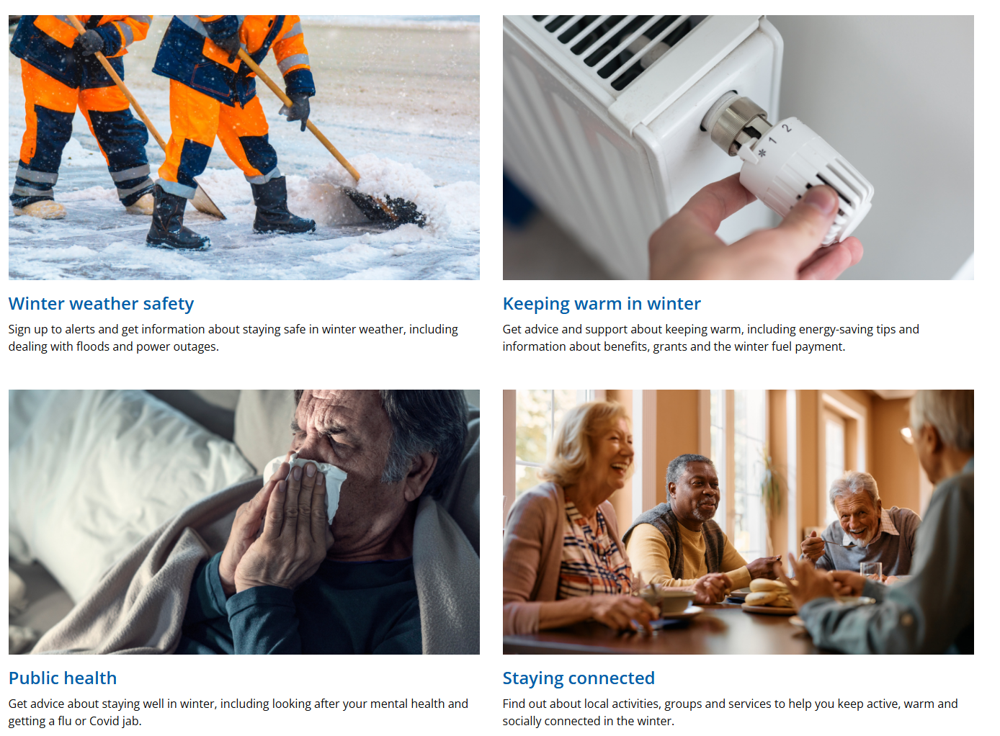 * 1 2
Winter weather safety
Sign up to alerts and get information about staying safe in winter weather, including
dealing with floods and power outages.
Keeping warm in winter
Get advice and support about keeping warm, including energy-saving tips and
information about benefits, grants and the winter fuel payment.
Public health
Get advice about staying well in winter, including looking after your mental health and
getting a flu or Covid jab.
Staying connected
Find out about local activities, groups and services to help you keep active, warm and
socially connected in the winter.